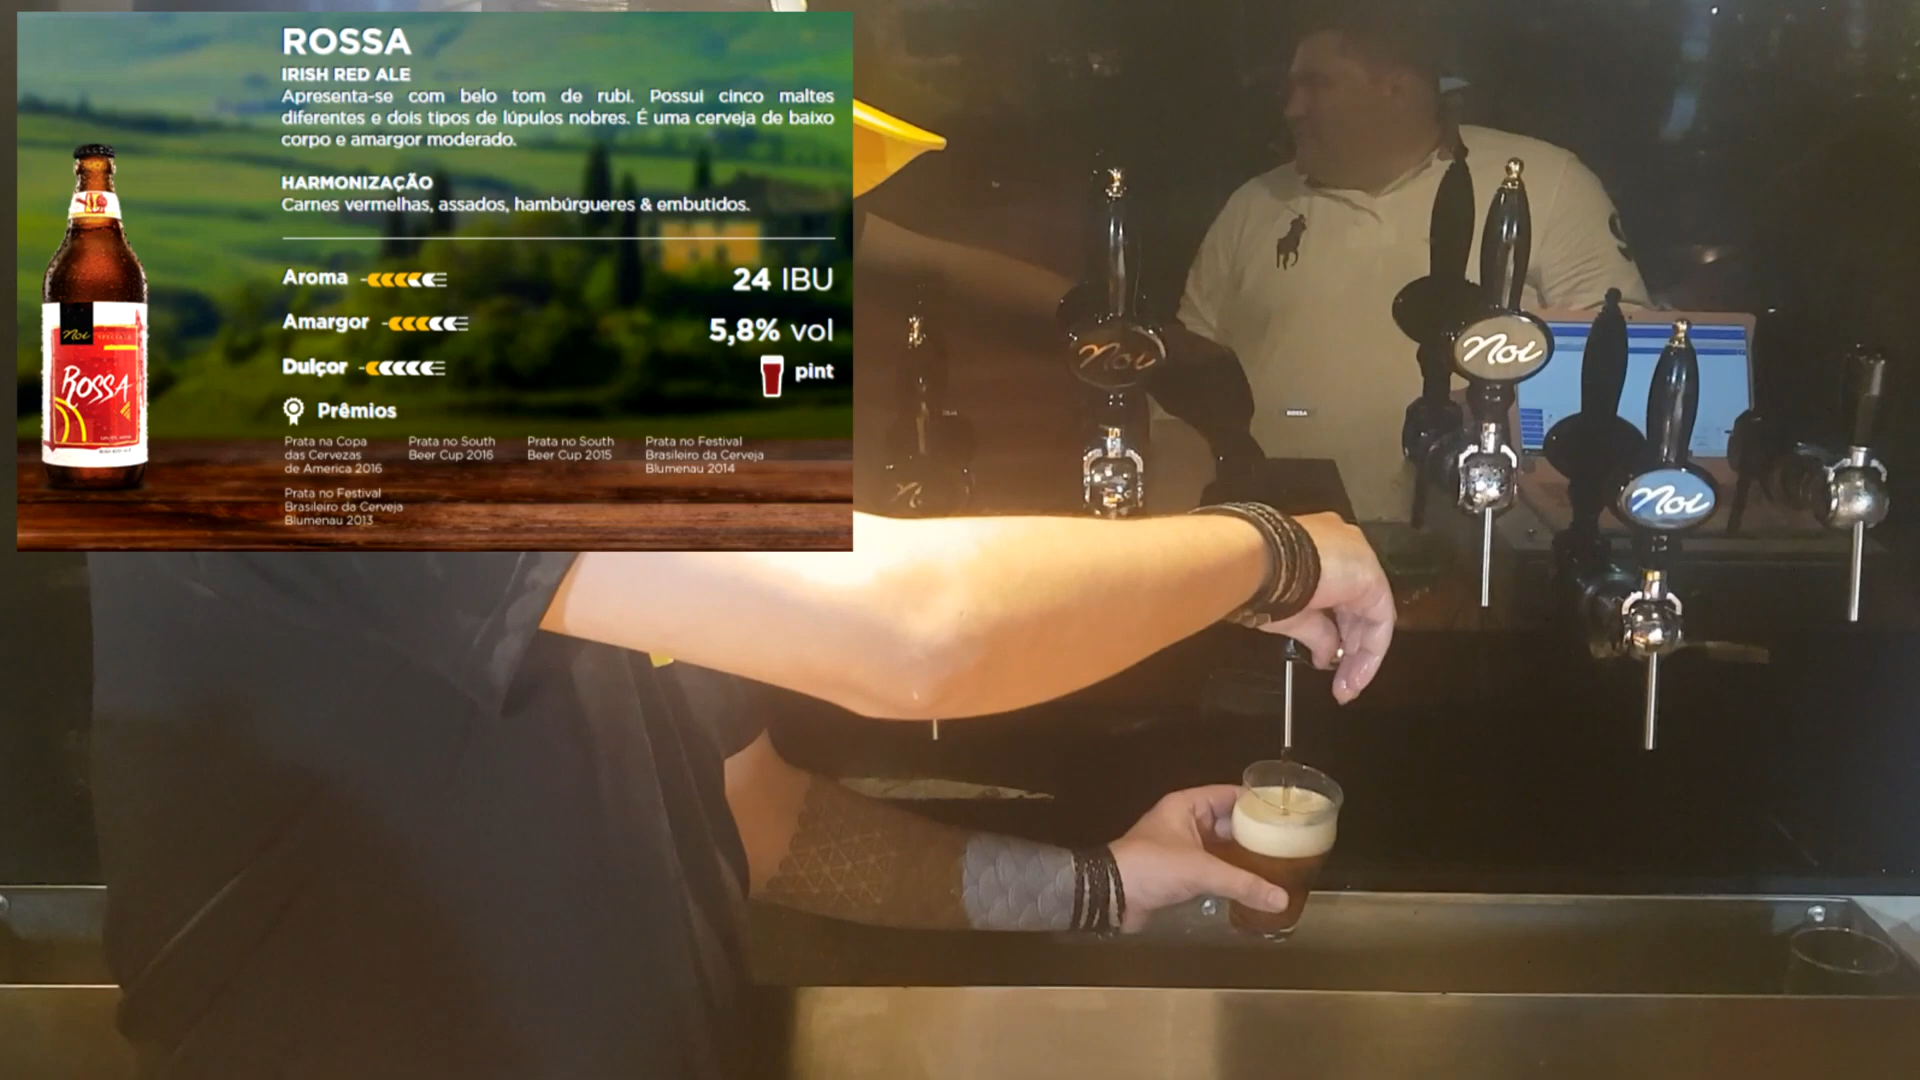 ROSSA
IRISH RED ALE
Apresenta-se com belo tom de rubi. Possui cinco maltes
diferentes e dois tipos de lúpulos nobres. É uma cerveja de baixo
corpo e amargor moderado.
HARMONIZAÇÃO
Carnes vermelhas, assados, hambúrgueres & embutidos.
Aroma
24 IBU
Amargor
5,8% vol
Dulçor
pint
Prêmios
Prata na Copa
das Cervezas
de America 2016
Prata no South
Beer Cup 2016
Prata no South
Beer Cup 2015
Prata no Festival
Brasileiro da Cerveja
Blumenau 2014
Prata no Festival
Brasileiro da Cerveja
Blumenau 2013
Noi
Rossa
Noi
Noi
Noi
ROSSA